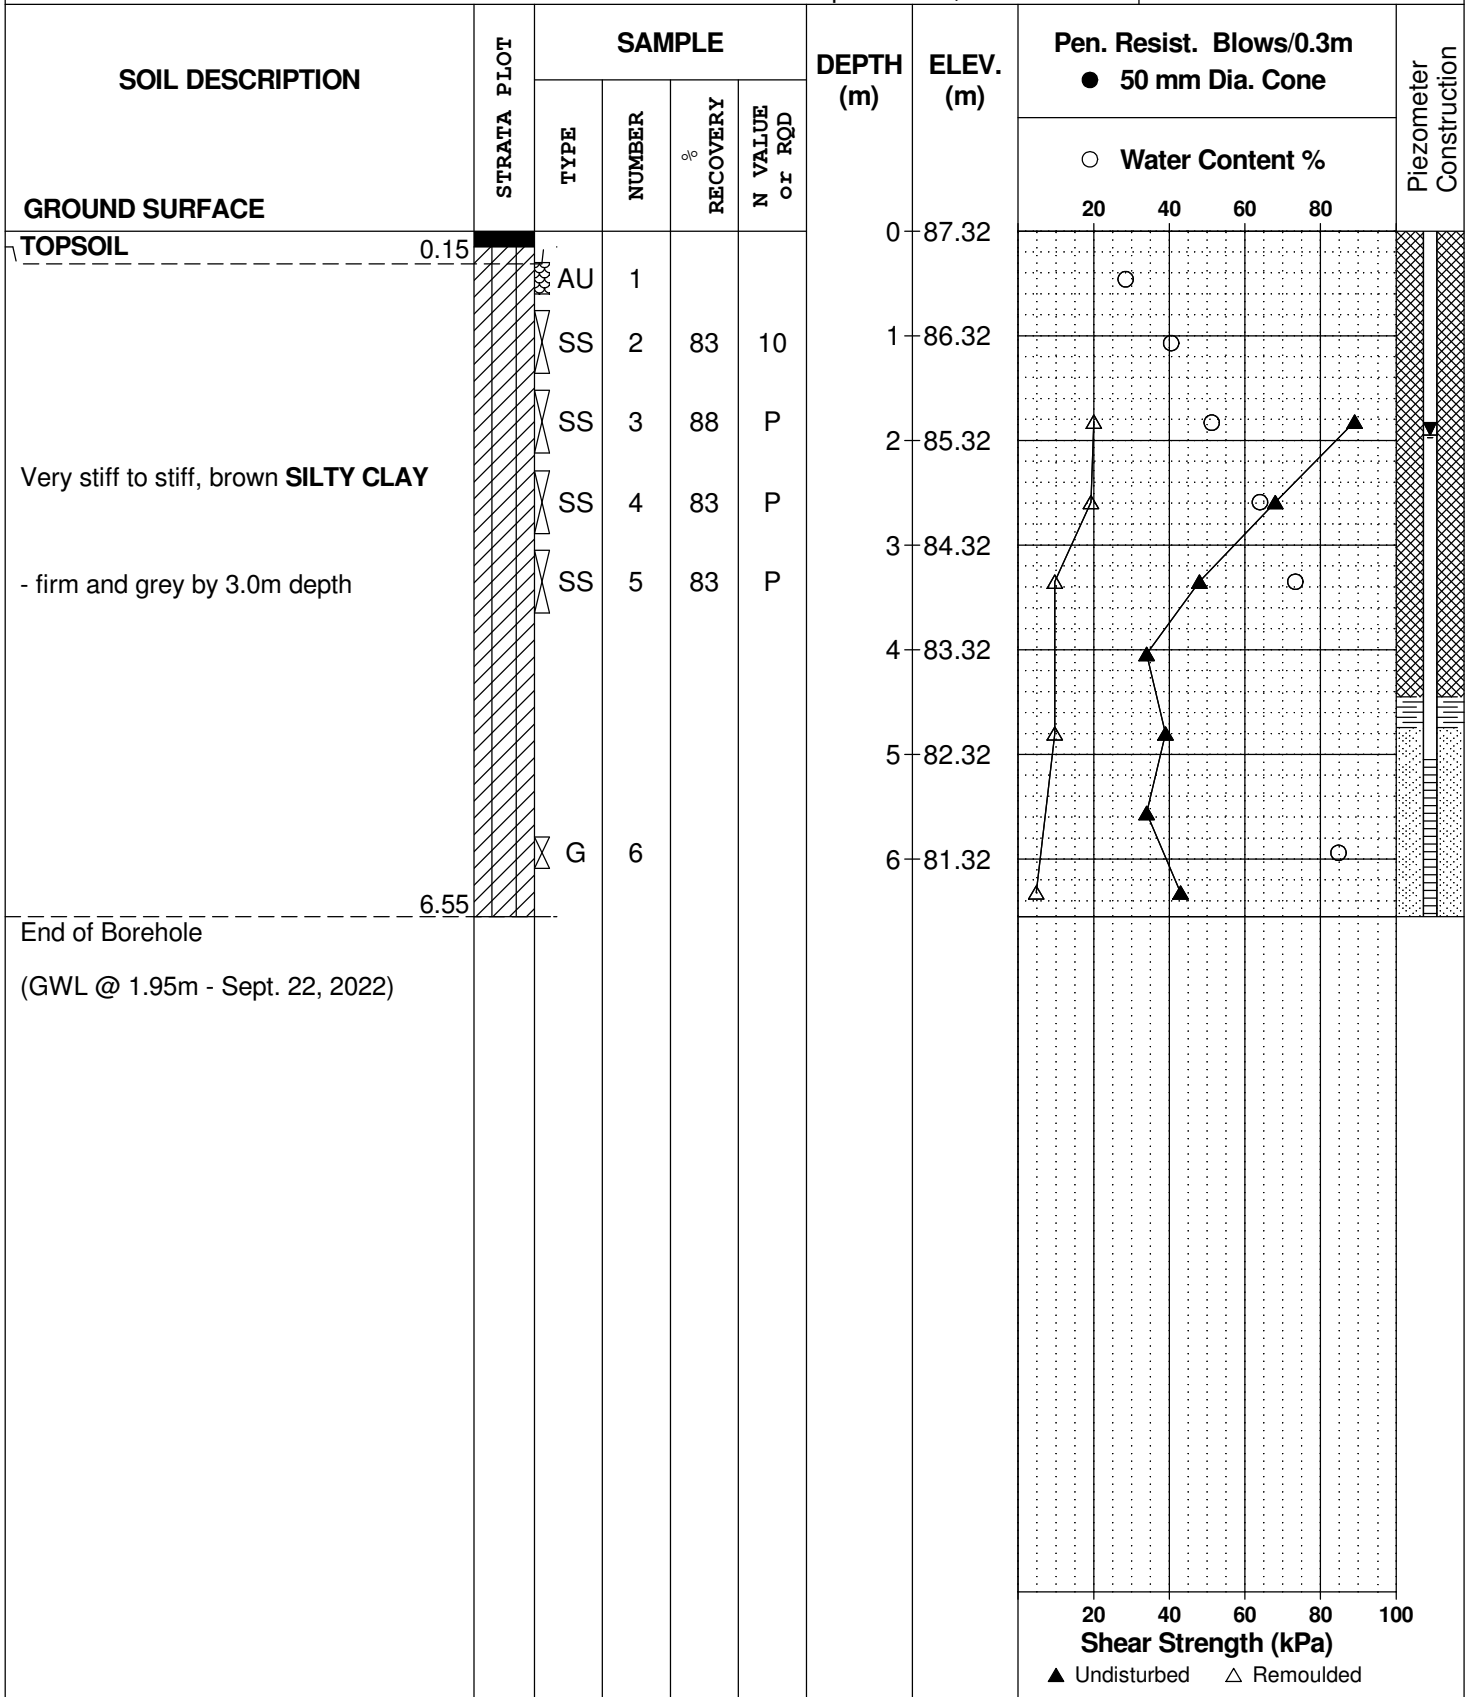 SOIL DESCRIPTION
GROUND SURFACE
STRATA PLOT
SAMPLE
TYPE
NUMBER
% RECOVERY
N VALUE or RQD
DEPTH (m)
ELEV. (m)
Pen. Resist. Blows/0.3m
● 50 mm Dia. Cone
○ Water Content %
20 40 60 80
Piezometer Construction
TOPSOIL 0.15
0 87.32
AU 1
SS 2 83 10
1 86.32
SS 3 88 P
2 85.32
Very stiff to stiff, brown SILTY CLAY
SS 4 83 P
3 84.32
- firm and grey by 3.0m depth
SS 5 83 P
4 83.32
5 82.32
G 6
6 81.32
6.55
End of Borehole
(GWL @ 1.95m - Sept. 22, 2022)
20 40 60 80 100
Shear Strength (kPa)
▲ Undisturbed △ Remoulded